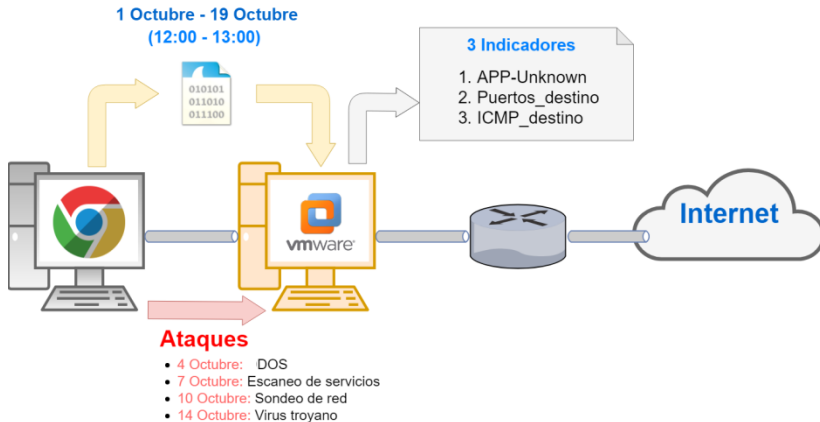 1 Octubre - 19 Octubre
(12:00 - 13:00)
010101
011010
011100
3 Indicadores
1. APP-Unknown
2. Puertos_destino
3. ICMP_destino
vmware
Internet
Ataques
• 4 Octubre: DOS
• 7 Octubre: Escaneo de servicios
• 10 Octubre: Sondeo de red
• 14 Octubre: Virus troyano